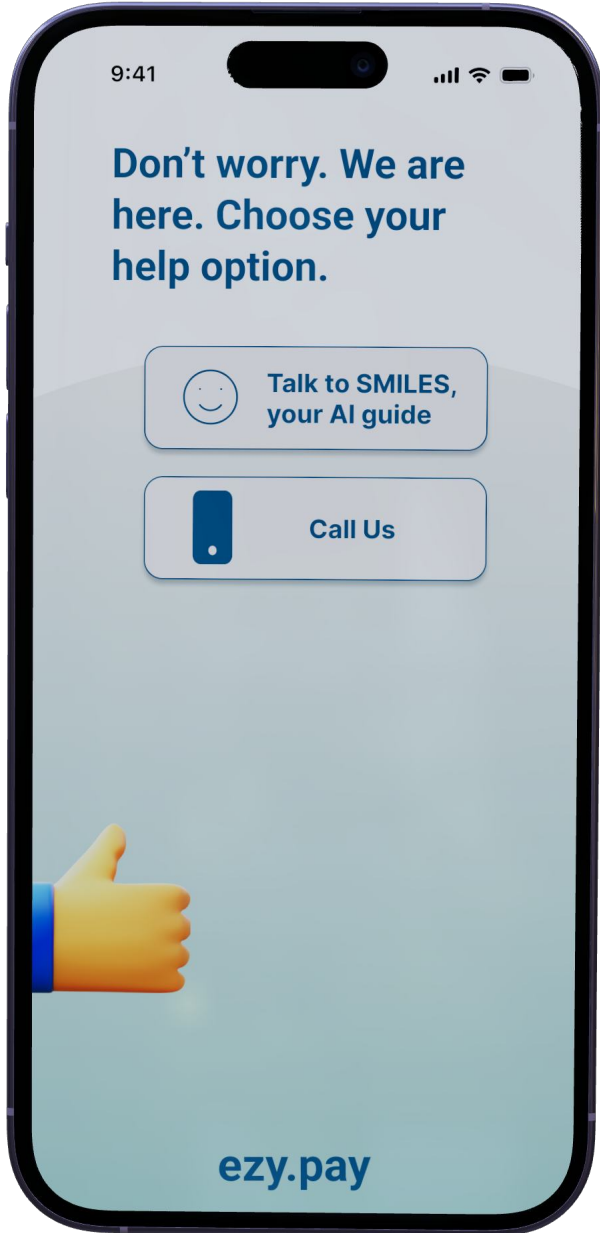 9:41
Don’t worry. We are
here. Choose your
help option.
Talk to SMILES,
your AI guide
Call Us
ezy.pay